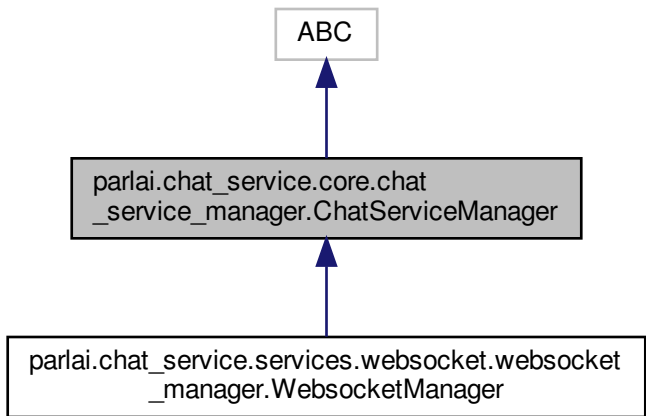 ABC
parlai.chat_service.core.chat
_service_manager.ChatServiceManager
parlai.chat_service.services.websocket.websocket
_manager.WebsocketManager